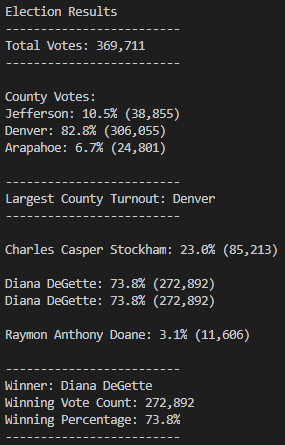 Election Results
-------------------------
Total Votes: 369,711
-------------------------
County Votes:
Jefferson: 10.5% (38,855)
Denver: 82.8% (306,055)
Arapahoe: 6.7% (24,801)
-------------------------
Largest County Turnout: Denver
-------------------------
Charles Casper Stockham: 23.0% (85,213)
Diana DeGette: 73.8% (272,892)
Diana DeGette: 73.8% (272,892)
Raymon Anthony Doane: 3.1% (11,606)
-------------------------
Winner: Diana DeGette
Winning Vote Count: 272,892
Winning Percentage: 73.8%
-------------------------